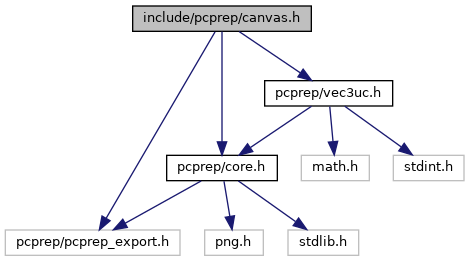 include/pcprep/canvas.h
pcprep/vec3uc.h
pcprep/core.h
math.h
stdint.h
pcprep/pcprep_export.h
png.h
stdlib.h